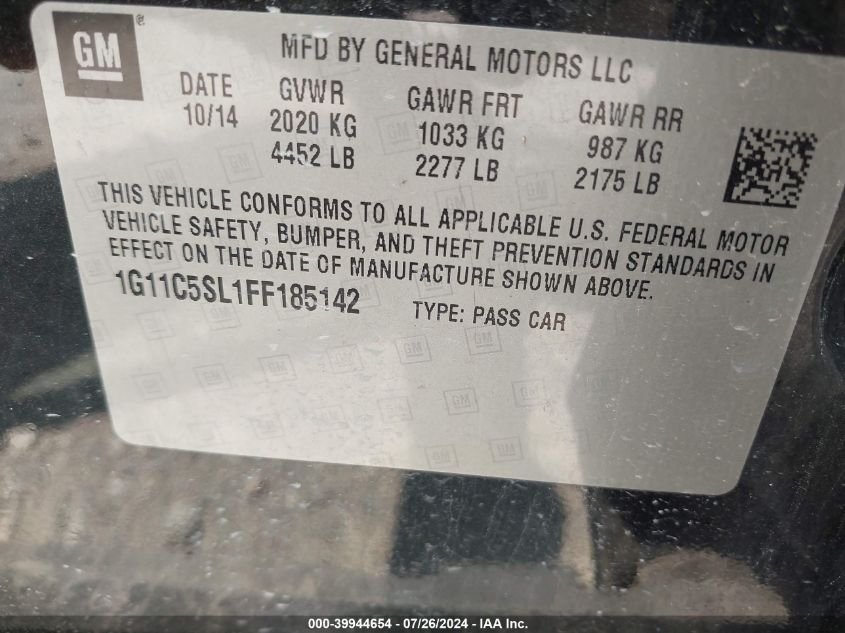 GM ®
MFD BY GENERAL MOTORS LLC
DATE GVWR GAWR FRT GAWR RR
10/14 2020 KG 1033 KG 987 KG
4452 LB 2277 LB 2175 LB
THIS VEHICLE CONFORMS TO ALL APPLICABLE U.S. FEDERAL MOTOR
VEHICLE SAFETY, BUMPER, AND THEFT PREVENTION STANDARDS IN
EFFECT ON THE DATE OF MANUFACTURE SHOWN ABOVE.
1G11C5SL1FF185142 TYPE: PASS CAR
000-39944654 - 07/26/2024 - IAA Inc.